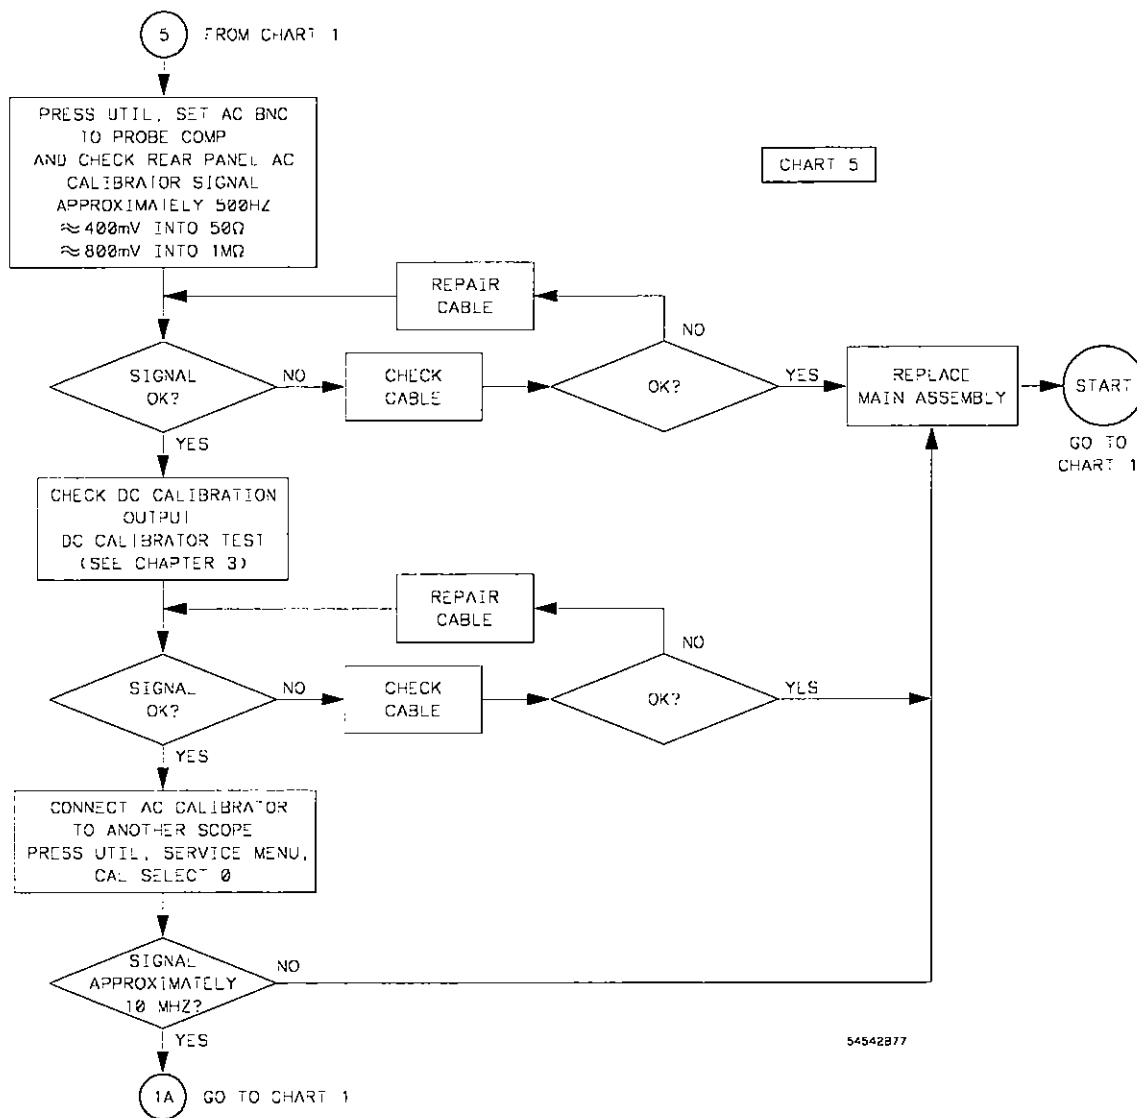 5 FROM CHART 1
PRESS UTIL, SET AC BNC
TO PROBE COMP
AND CHECK REAR PANEL AC
CALIBRATOR SIGNAL
APPROXIMATELY 500HZ
≈400mV INTO 50Ω
≈800mV INTO 1MΩ
CHART 5
REPAIR
CABLE
NO
SIGNAL
OK?
NO
CHECK
CABLE
OK?
YES
REPLACE
MAIN ASSEMBLY
START
GO TO
CHART 1
YES
CHECK DC CALIBRATION
OUTPUT
DC CALIBRATOR TEST
(SEE CHAPTER 3)
REPAIR
CABLE
NO
SIGNAL
OK?
NO
CHECK
CABLE
OK?
YES
YES
CONNECT AC CALIBRATOR
TO ANOTHER SCOPE
PRESS UTIL, SERVICE MENU,
CAL SELECT 0
SIGNAL
APPROXIMATELY
10 MHZ?
NO
YES
54542B77
1A GO TO CHART 1